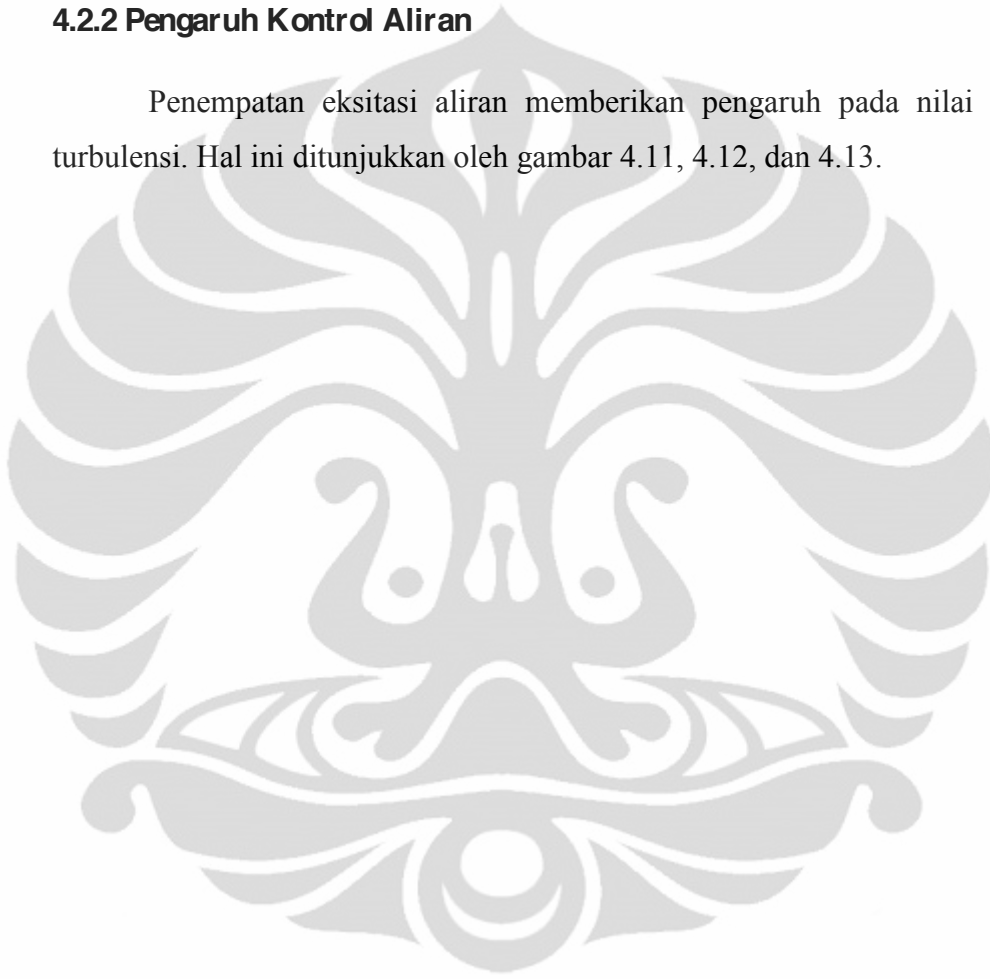 4.2.2 Pengaruh Kontrol Aliran
Penempatan eksitasi aliran memberikan pengaruh pada nilai
turbulensi. Hal ini ditunjukkan oleh gambar 4.11, 4.12, dan 4.13.